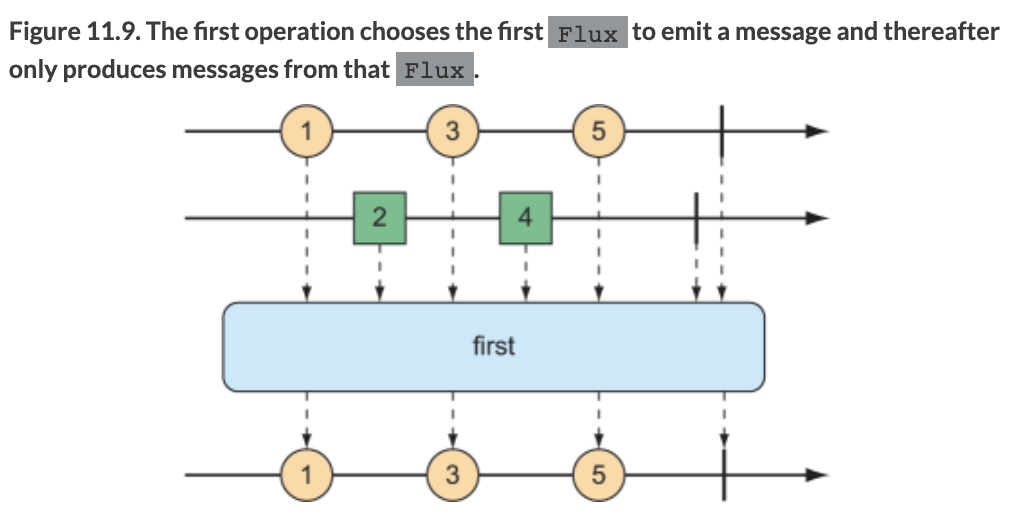 Figure 11.9. The first operation chooses the first Flux to emit a message and thereafter
only produces messages from that Flux.
1 3 5
2 4
first
1 3 5